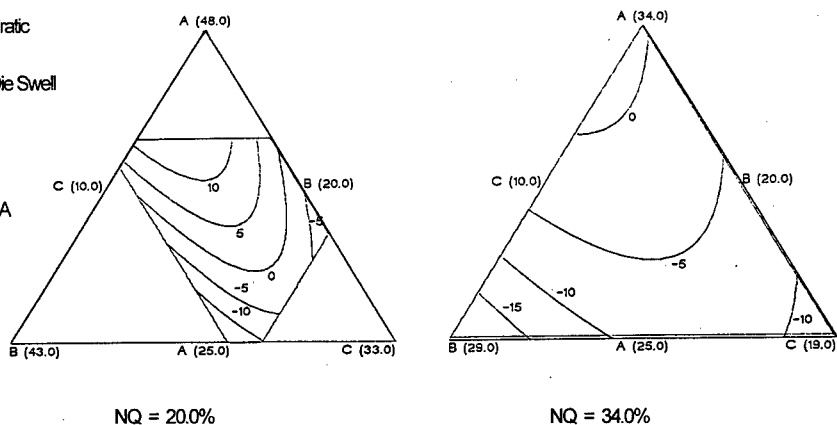 ratic
A (48.0)
A (34.0)
Die Swell
10
5
0
-5
-10
-5
C (10.0)
B (20.0)
A
B (43.0)
A (25.0)
C (33.0)
0
C (10.0)
B (20.0)
-5
-10
-15
-10
B (29.0)
A (25.0)
C (19.0)
NQ = 20.0%
NQ = 34.0%